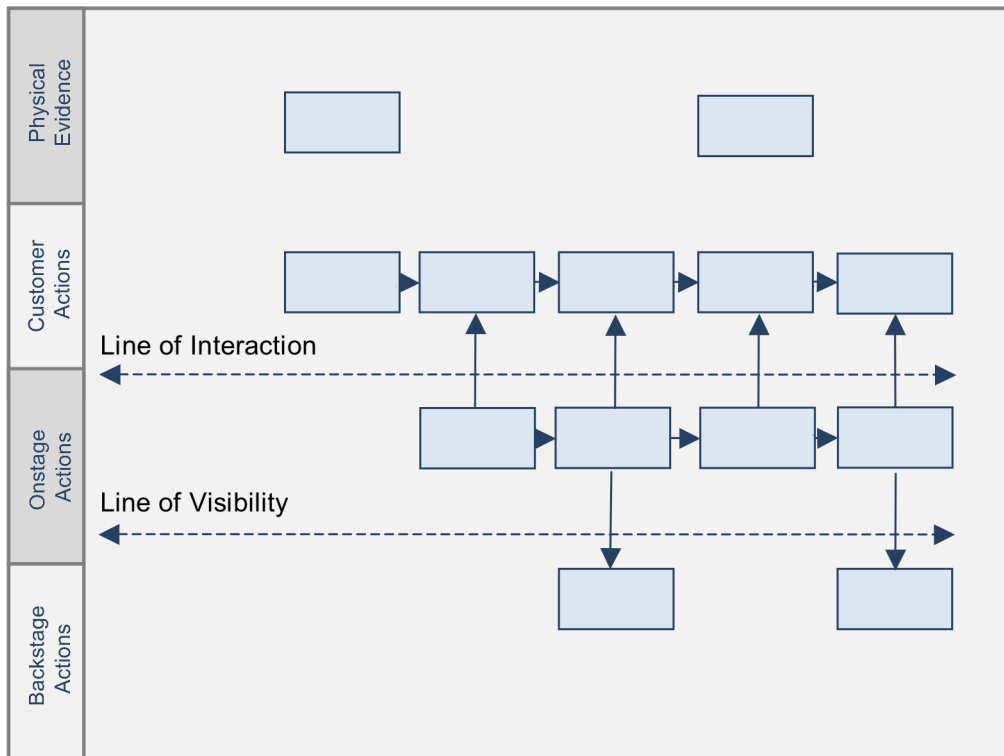 Physical
Evidence
Customer
Actions
Line of Interaction
Onstage
Actions
Line of Visibility
Backstage
Actions